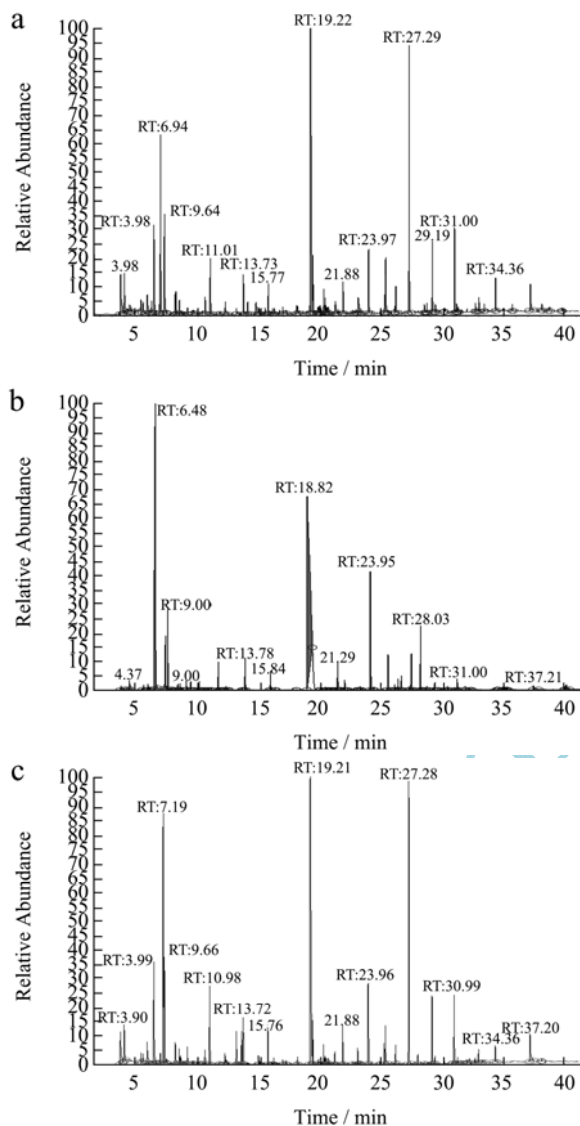 a
Relative Abundance
100
95
90
85
80
75
70
65
60
55
50
45
40
35
30
25
20
15
10
5
0
RT:19.22
RT:27.29
RT:6.94
RT:3.98
RT:9.64
RT:11.01
RT:13.73
3.98
15.77
21.88
RT:23.97
29.19
RT:31.00
RT:34.36
5 10 15 20 25 30 35 40
Time / min
b
Relative Abundance
100
95
90
85
80
75
70
65
60
55
50
45
40
35
30
25
20
15
10
5
0
RT:6.48
RT:18.82
RT:23.95
RT:9.00
RT:28.03
RT:13.78
4.37
9.00
15.84
21.29
RT:31.00
RT:37.21
5 10 15 20 25 30 35 40
Time / min
c
Relative Abundance
100
95
90
85
80
75
70
65
60
55
50
45
40
35
30
25
20
15
10
5
0
RT:19.21
RT:27.28
RT:7.19
RT:3.99
RT:9.66
RT:10.98
RT:3.90
RT:13.72
15.76
21.88
RT:23.96
RT:30.99
RT:34.36
RT:37.20
5 10 15 20 25 30 35 40
Time / min